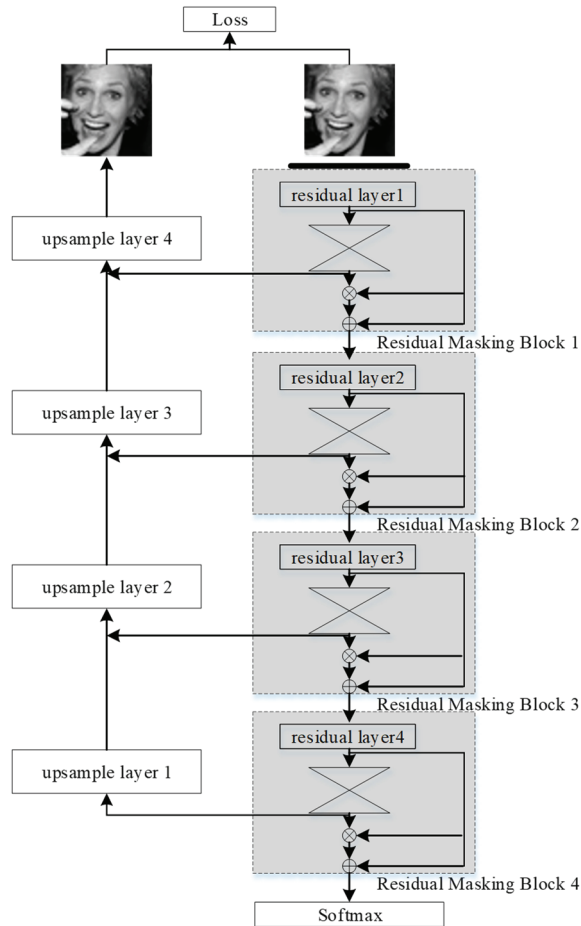 Loss
residual layer1
upsample layer 4
Residual Masking Block 1
residual layer2
upsample layer 3
Residual Masking Block 2
residual layer3
upsample layer 2
Residual Masking Block 3
residual layer4
upsample layer 1
Residual Masking Block 4
Softmax